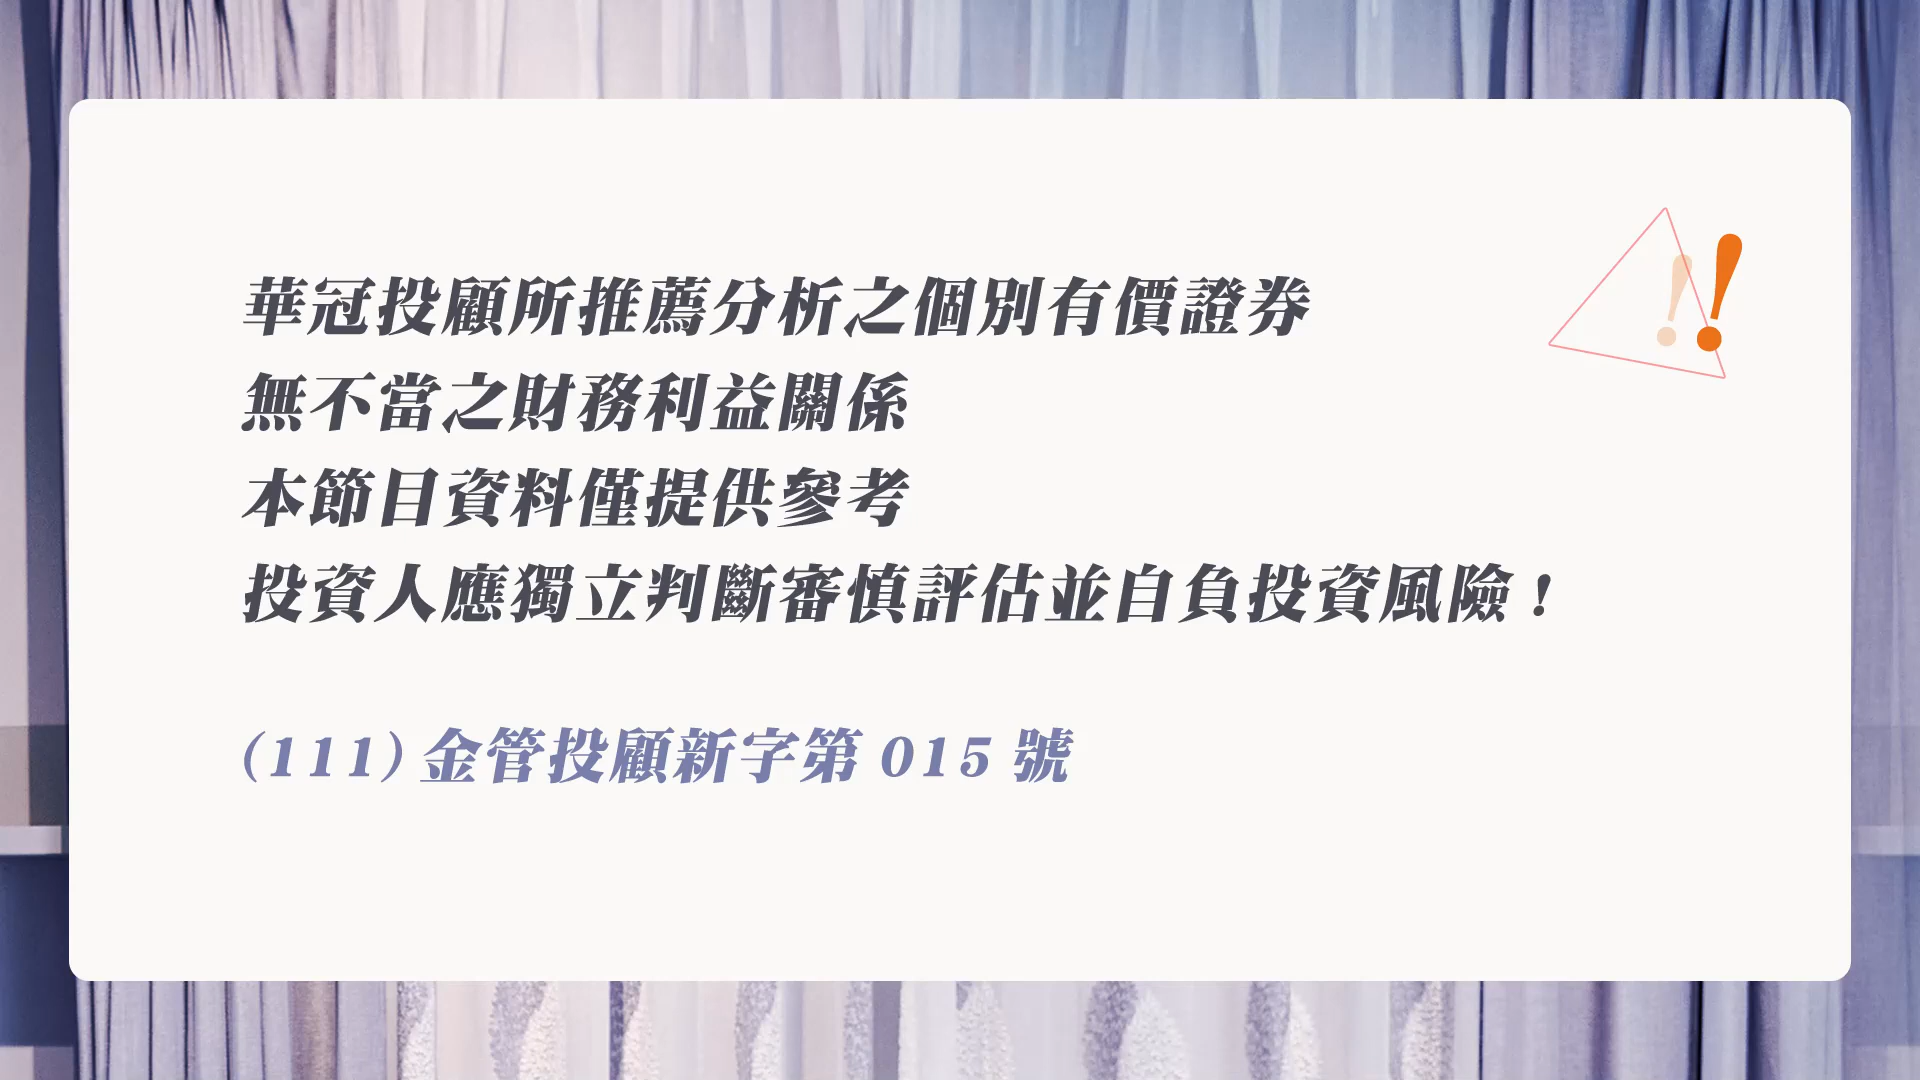 華冠投顧所推薦分析之個別有價證券
無不當之財務利益關係
本節目資料僅提供參考
投資人應獨立判斷審慎評估並自負投資風險!
(111)金管投顧新字第 015 號